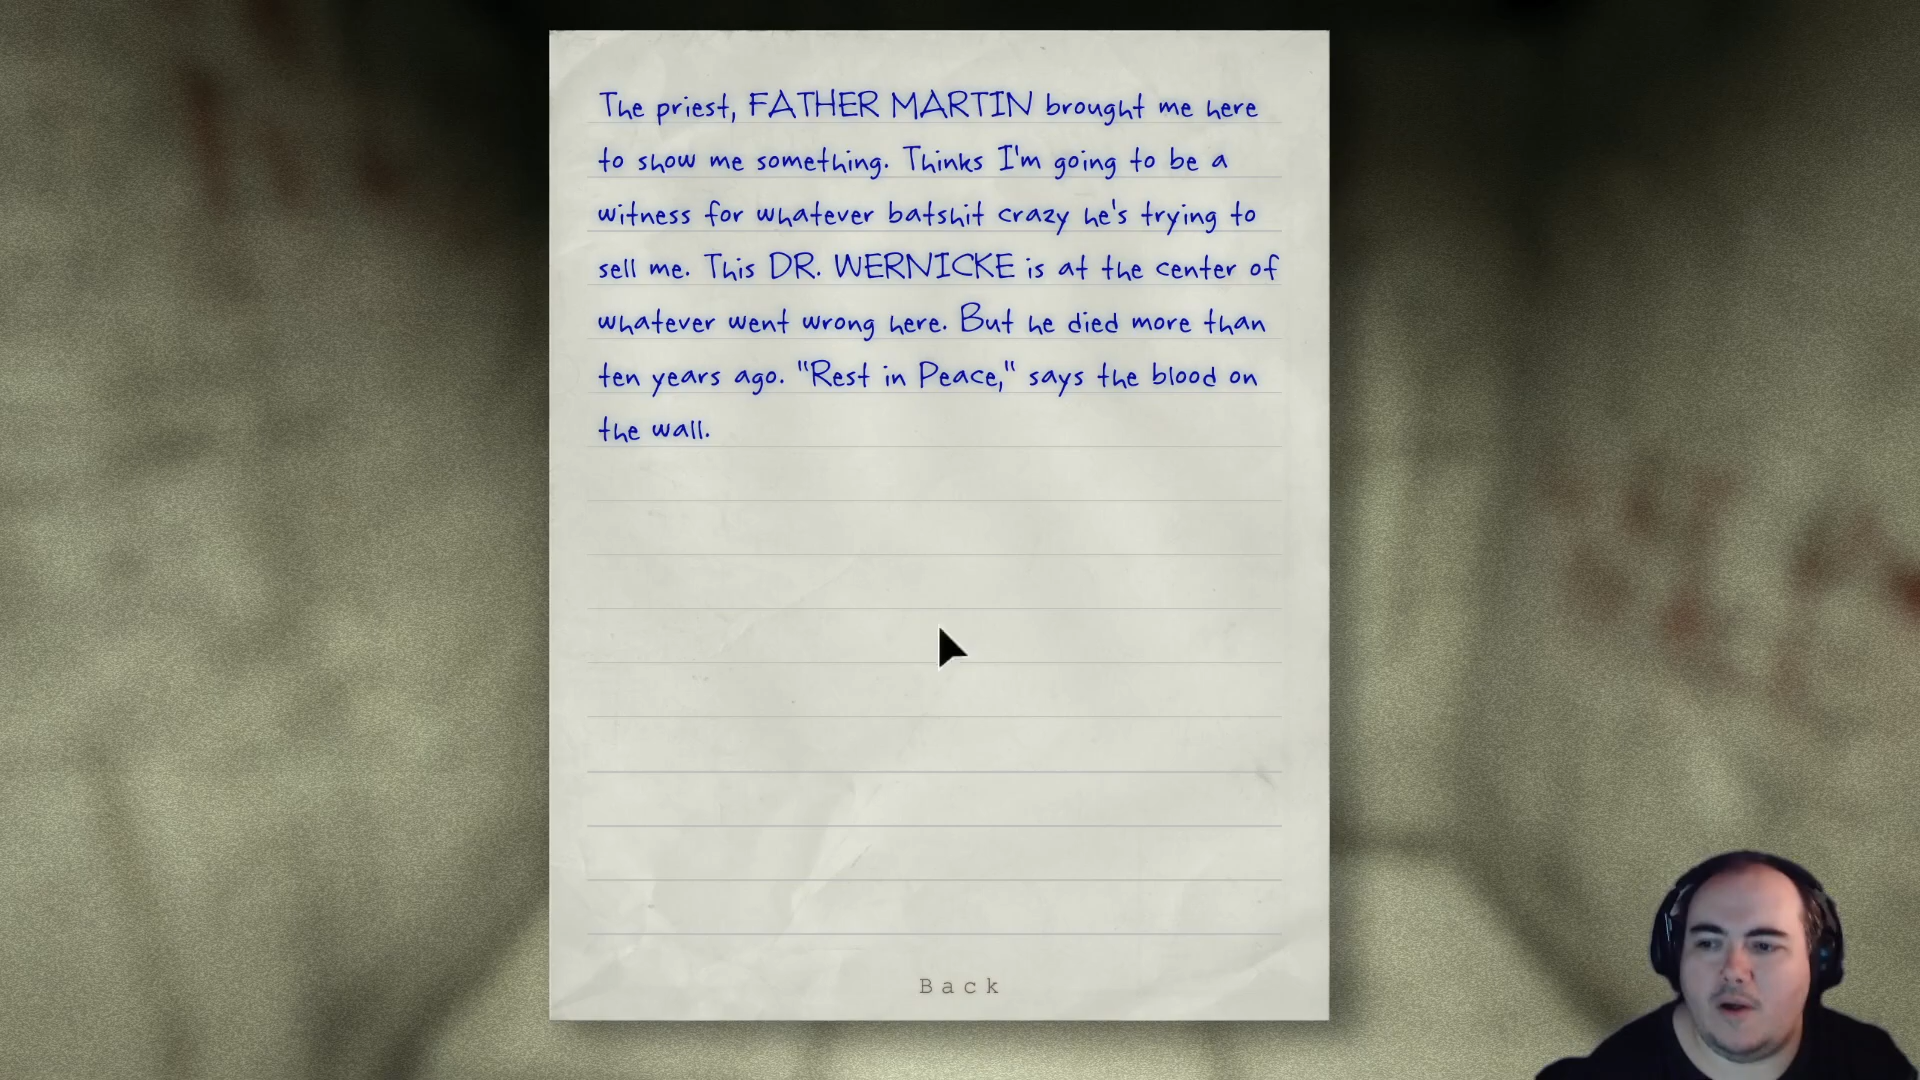 The priest, FATHER MARTIN brought me here
to show me something. Thinks I'm going to be a
witness for whatever batshit crazy he's trying to
sell me. This DR. WERNICKE is at the center of
whatever went wrong here. But he died more than
ten years ago. "Rest in Peace," says the blood on
the wall.
Back